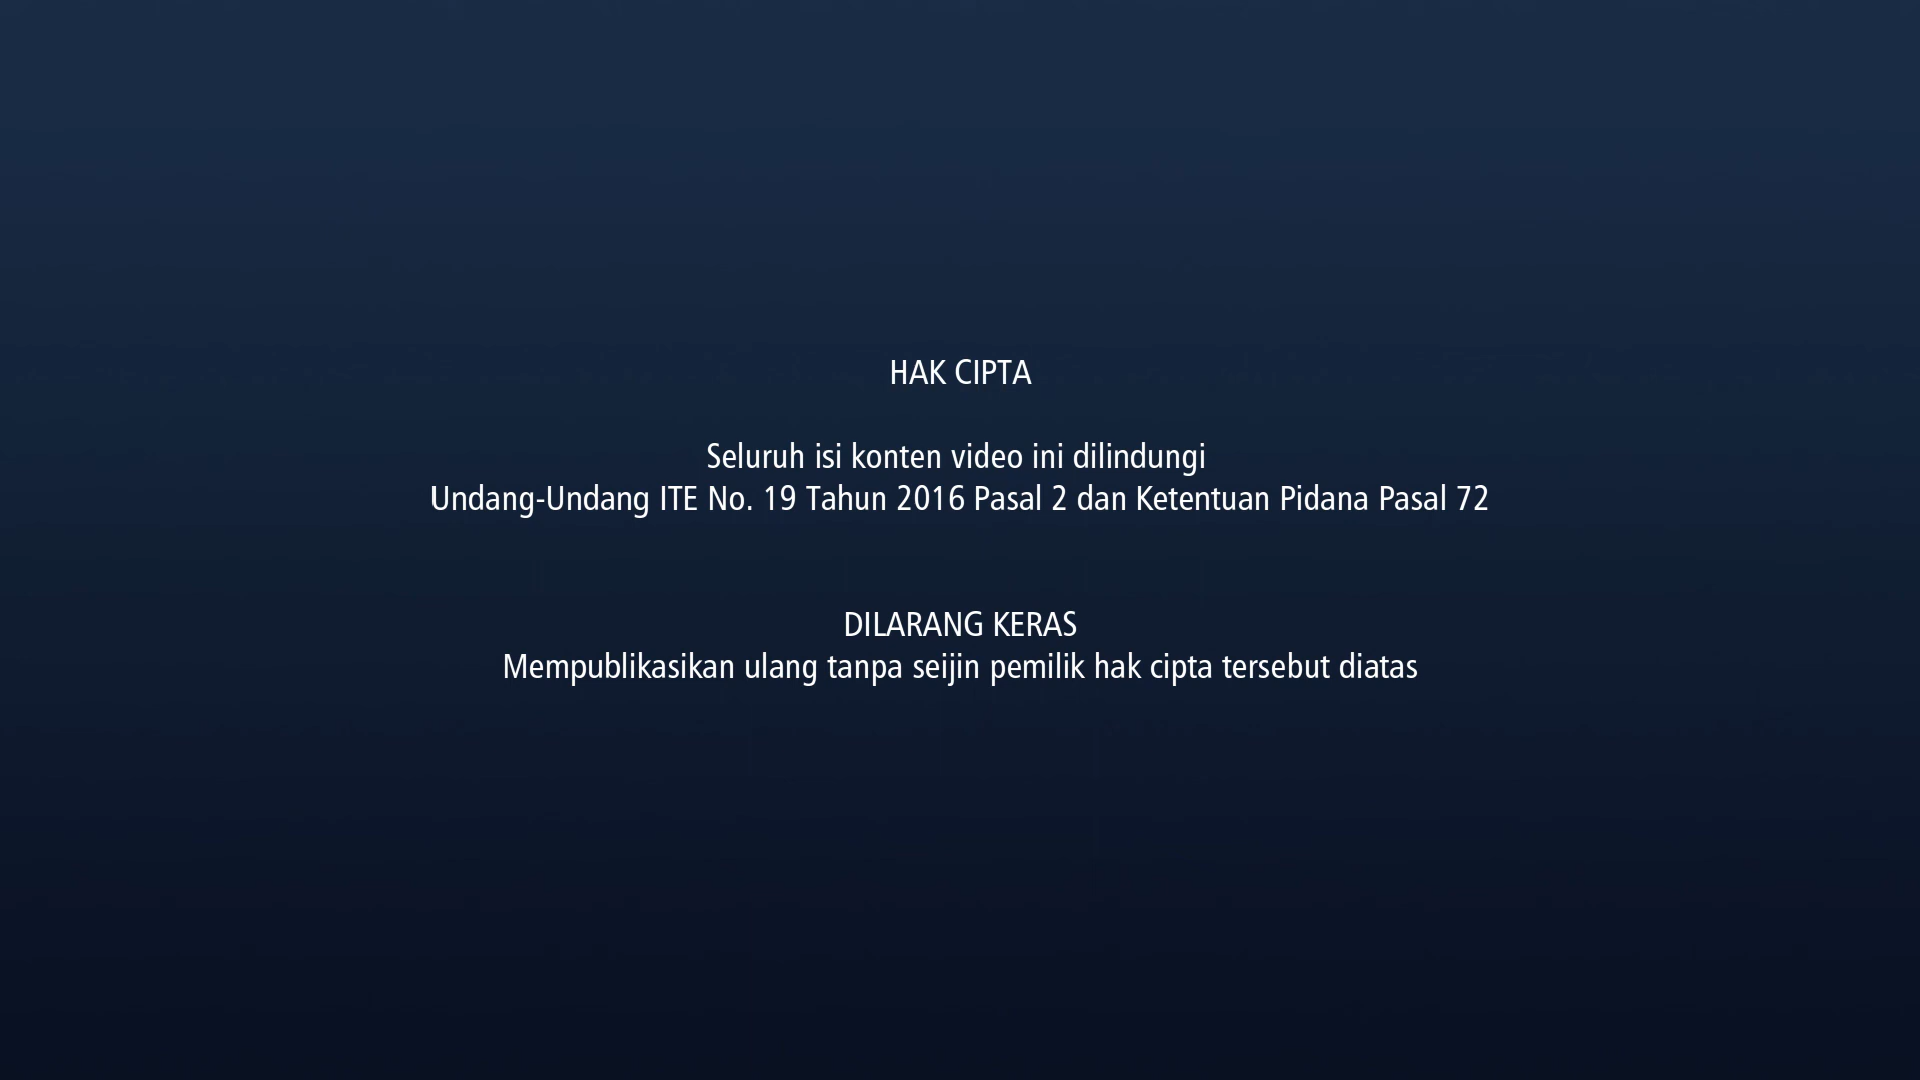 HAK CIPTA
Seluruh isi konten video ini dilindungi
Undang-Undang ITE No. 19 Tahun 2016 Pasal 2 dan Ketentuan Pidana Pasal 72
DILARANG KERAS
Mempublikasikan ulang tanpa seijin pemilik hak cipta tersebut diatas